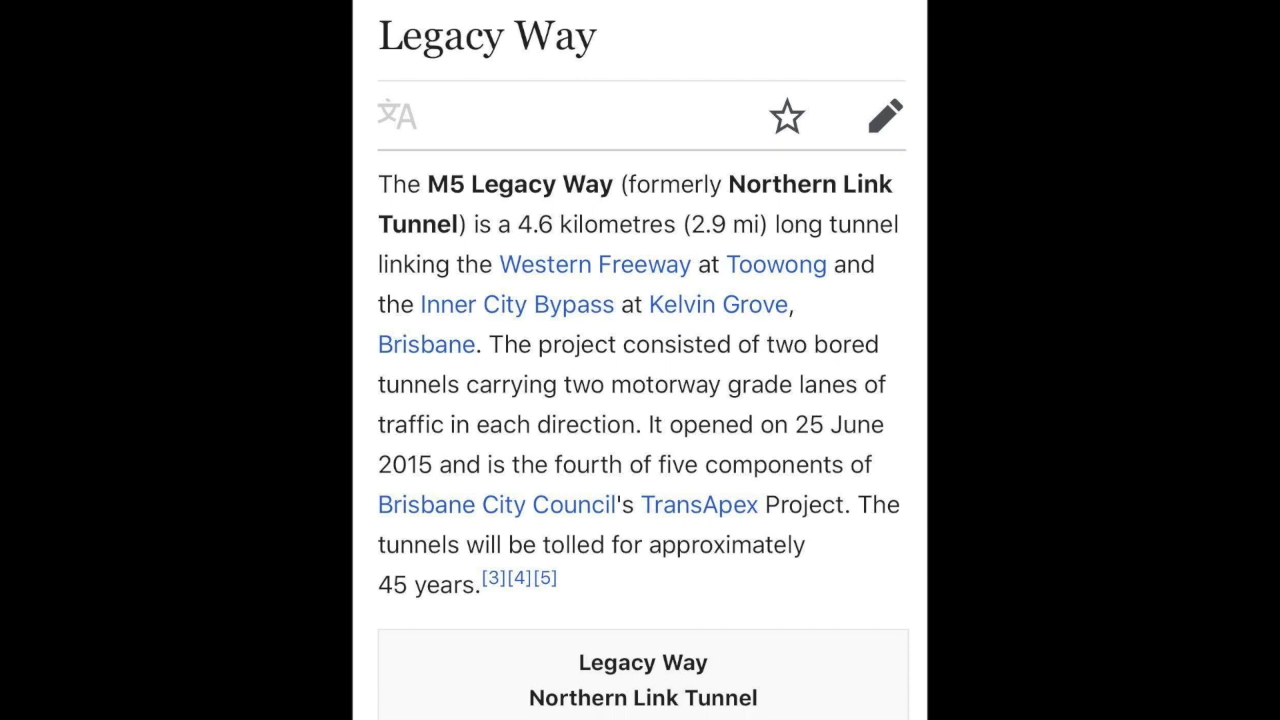 Legacy Way
文A
The M5 Legacy Way (formerly Northern Link
Tunnel) is a 4.6 kilometres (2.9 mi) long tunnel
linking the Western Freeway at Toowong and
the Inner City Bypass at Kelvin Grove,
Brisbane. The project consisted of two bored
tunnels carrying two motorway grade lanes of
traffic in each direction. It opened on 25 June
2015 and is the fourth of five components of
Brisbane City Council's TransApex Project. The
tunnels will be tolled for approximately
45 years.[3][4][5]
Legacy Way
Northern Link Tunnel